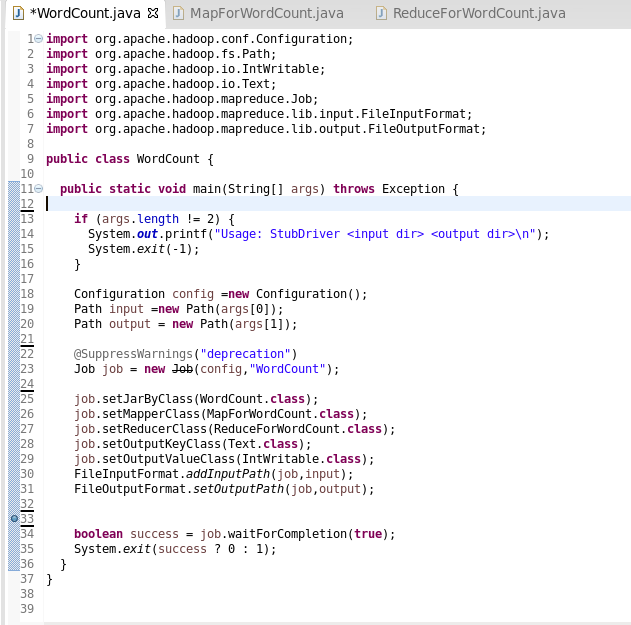 *WordCount.java MapForWordCount.java ReduceForWordCount.java
1 import org.apache.hadoop.conf.Configuration;
2 import org.apache.hadoop.fs.Path;
3 import org.apache.hadoop.io.IntWritable;
4 import org.apache.hadoop.io.Text;
5 import org.apache.hadoop.mapreduce.Job;
6 import org.apache.hadoop.mapreduce.lib.input.FileInputFormat;
7 import org.apache.hadoop.mapreduce.lib.output.FileOutputFormat;
8
9 public class WordCount {
10
11   public static void main(String[] args) throws Exception {
12
13     if (args.length != 2) {
14       System.out.printf("Usage: StubDriver <input dir> <output dir>\n");
15       System.exit(-1);
16     }
17
18     Configuration config =new Configuration();
19     Path input =new Path(args[0]);
20     Path output = new Path(args[1]);
21
22     @SuppressWarnings("deprecation")
23     Job job = new Job(config,"WordCount");
24
25     job.setJarByClass(WordCount.class);
26     job.setMapperClass(MapForWordCount.class);
27     job.setReducerClass(ReduceForWordCount.class);
28     job.setOutputKeyClass(Text.class);
29     job.setOutputValueClass(IntWritable.class);
30     FileInputFormat.addInputPath(job,input);
31     FileOutputFormat.setOutputPath(job,output);
32
33
34     boolean success = job.waitForCompletion(true);
35     System.exit(success ? 0 : 1);
36   }
37 }
38
39